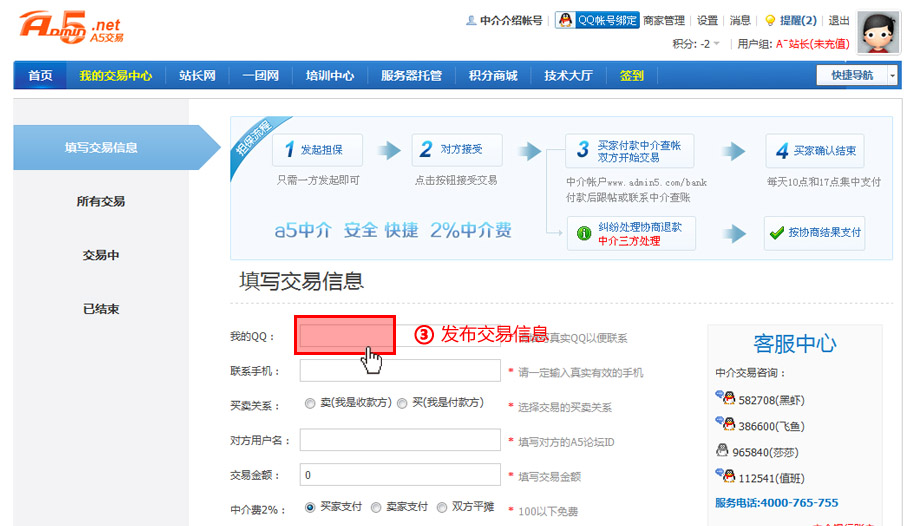 Admin5.net
A5交易
中介介绍帐号 QQ帐号绑定 商家管理 设置 消息 提醒(2) 退出
积分: -2 用户组: A~站长(未充值)
首页 我的交易中心 站长网 一团网 培训中心 服务器托管 积分商城 技术大厅 签到 快捷导航
填写交易信息
所有交易
交易中
已结束
担保流程
1 发起担保
只需一方发起即可
2 对方接受
点击按钮接受交易
3 买家付款中介查帐
双方开始交易
中介帐户www.admin5.com/bank
付款后跟帖或联系中介查账
4 买家确认结束
每天10点和17点集中支付
a5中介 安全 快捷 2%中介费
纠纷处理协商退款
中介三方处理
按协商结果支付
填写交易信息
我的QQ：
③ 发布交易信息
真实QQ以便联系
联系手机： * 请一定输入真实有效的手机
买卖关系： 卖(我是收款方) 买(我是付款方) * 选择交易的买卖关系
对方用户名： * 填写对方的A5论坛ID
交易金额： 0 * 填写交易金额
中介费2%： 买家支付 卖家支付 双方平摊 * 100以下免费
客服中心
中介交易咨询：
582708(黑虾)
386600(飞鱼)
965840(莎莎)
112541(值班)
服务电话:4000-765-755